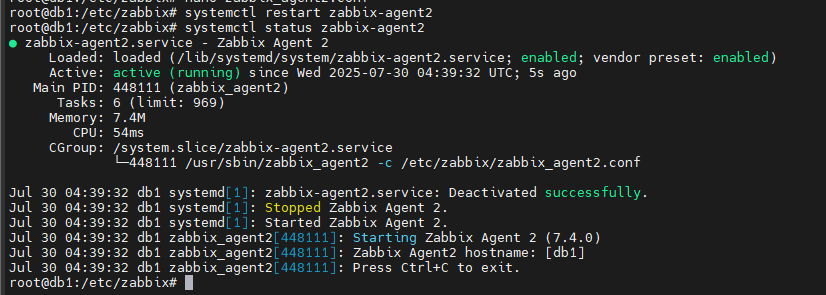 root@db1:/etc/zabbix# nano zabbix_agent2.conf
root@db1:/etc/zabbix# systemctl restart zabbix-agent2
root@db1:/etc/zabbix# systemctl status zabbix-agent2
● zabbix-agent2.service - Zabbix Agent 2
Loaded: loaded (/lib/systemd/system/zabbix-agent2.service; enabled; vendor preset: enabled)
Active: active (running) since Wed 2025-07-30 04:39:32 UTC; 5s ago
Main PID: 448111 (zabbix_agent2)
Tasks: 6 (limit: 969)
Memory: 7.4M
CPU: 54ms
CGroup: /system.slice/zabbix-agent2.service
└─448111 /usr/sbin/zabbix_agent2 -c /etc/zabbix/zabbix_agent2.conf
Jul 30 04:39:32 db1 systemd[1]: zabbix-agent2.service: Deactivated successfully.
Jul 30 04:39:32 db1 systemd[1]: Stopped Zabbix Agent 2.
Jul 30 04:39:32 db1 systemd[1]: Started Zabbix Agent 2.
Jul 30 04:39:32 db1 zabbix_agent2[448111]: Starting Zabbix Agent 2 (7.4.0)
Jul 30 04:39:32 db1 zabbix_agent2[448111]: Zabbix Agent2 hostname: [db1]
Jul 30 04:39:32 db1 zabbix_agent2[448111]: Press Ctrl+C to exit.
root@db1:/etc/zabbix#